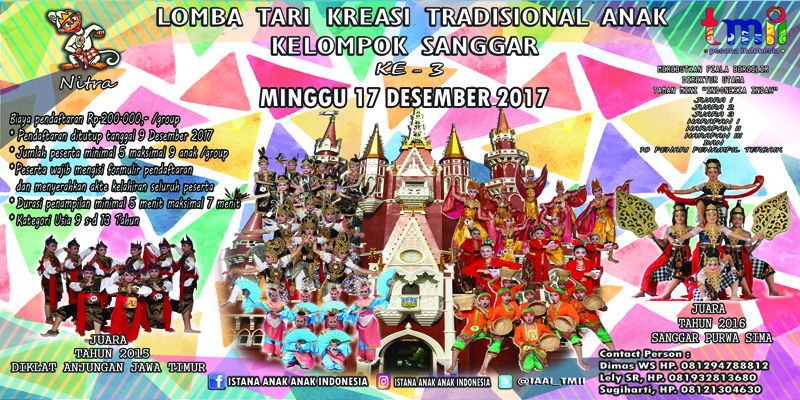 LOMBA TARI KREASI TRADISIONAL ANAK
KELOMPOK SANGGAR
KE - 3
MINGGU 17 DESEMBER 2017
Nitra
tmii
pesona indonesia
MEREBUTKAN PIALA BERGILIR
DIREKTUR UTAMA
TAMAN MINI "INDONESIA INDAH"
JUARA I
JUARA 2
JUARA 3
HARAPAN I
HARAPAN II
HARAPAN III
DAN
10 PENARI PENAMPIL TERBAIK
Biaya pendaftaran Rp.200-000,- /group
* Pendaftaran ditutup tanggal 9 Desember 2017
* Jumlah peserta minimal 5 maksimal 9 anak /group
*Peserta wajib mengisi formulir pendaftaran
dan menyerahkan akte kelahiran seluruh peserta
* Durasi penampilan minimal 5 menit maksimal 7 menit
* Kategori Usia 9 s-d 13 Tahun
JUARA
TAHUN 2015
DIKLAT ANJUNGAN JAWA TIMUR
JUARA
TAHUN 2016
SANGGAR PURWA SIMA
Contact Person :
Dimas WS HP. 081294788812
Lely SR, HP. 081932813680
Sugiharti, HP. 08121304630
ISTANA ANAK ANAK INDONESIA
ISTANA ANAK ANAK INDONESIA
@IAAI_TMII